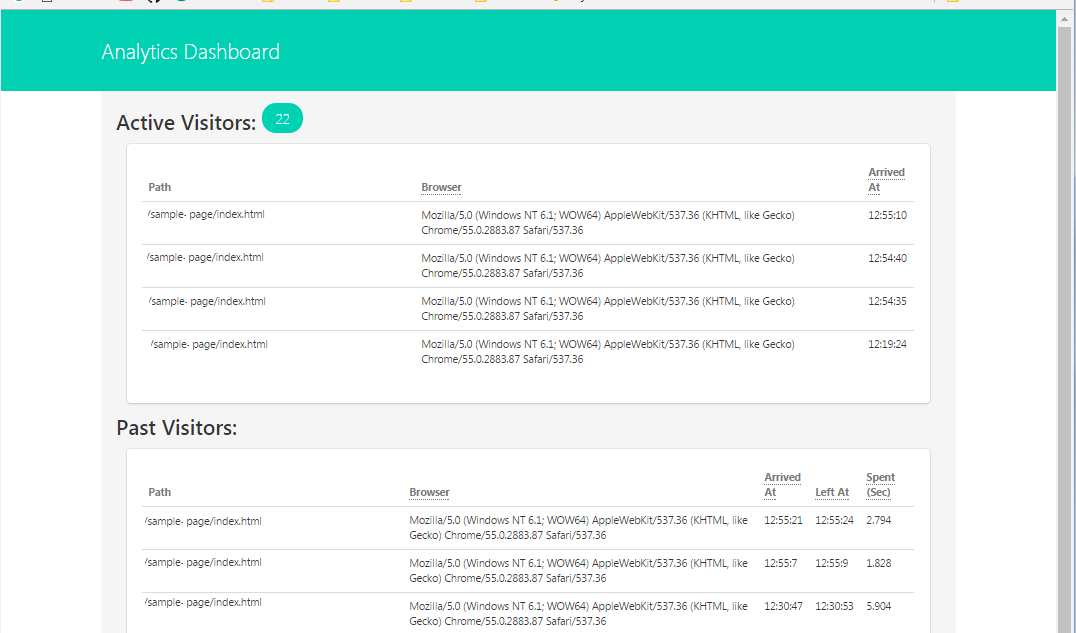 Analytics Dashboard
Active Visitors: 22
Path Browser Arrived At
/sample- page/index.html Mozilla/5.0 (Windows NT 6.1; WOW64) AppleWebKit/537.36 (KHTML, like Gecko) 12:55:10
Chrome/55.0.2883.87 Safari/537.36
/sample- page/index.html Mozilla/5.0 (Windows NT 6.1; WOW64) AppleWebKit/537.36 (KHTML, like Gecko) 12:54:40
Chrome/55.0.2883.87 Safari/537.36
/sample- page/index.html Mozilla/5.0 (Windows NT 6.1; WOW64) AppleWebKit/537.36 (KHTML, like Gecko) 12:54:35
Chrome/55.0.2883.87 Safari/537.36
/sample- page/index.html Mozilla/5.0 (Windows NT 6.1; WOW64) AppleWebKit/537.36 (KHTML, like Gecko) 12:19:24
Chrome/55.0.2883.87 Safari/537.36
Past Visitors:
Path Browser Arrived At Left At Spent (Sec)
/sample- page/index.html Mozilla/5.0 (Windows NT 6.1; WOW64) AppleWebKit/537.36 (KHTML, like 12:55:21 12:55:24 2.794
Gecko) Chrome/55.0.2883.87 Safari/537.36
/sample- page/index.html Mozilla/5.0 (Windows NT 6.1; WOW64) AppleWebKit/537.36 (KHTML, like 12:55:7 12:55:9 1.828
Gecko) Chrome/55.0.2883.87 Safari/537.36
/sample- page/index.html Mozilla/5.0 (Windows NT 6.1; WOW64) AppleWebKit/537.36 (KHTML, like 12:30:47 12:30:53 5.904
Gecko) Chrome/55.0.2883.87 Safari/537.36